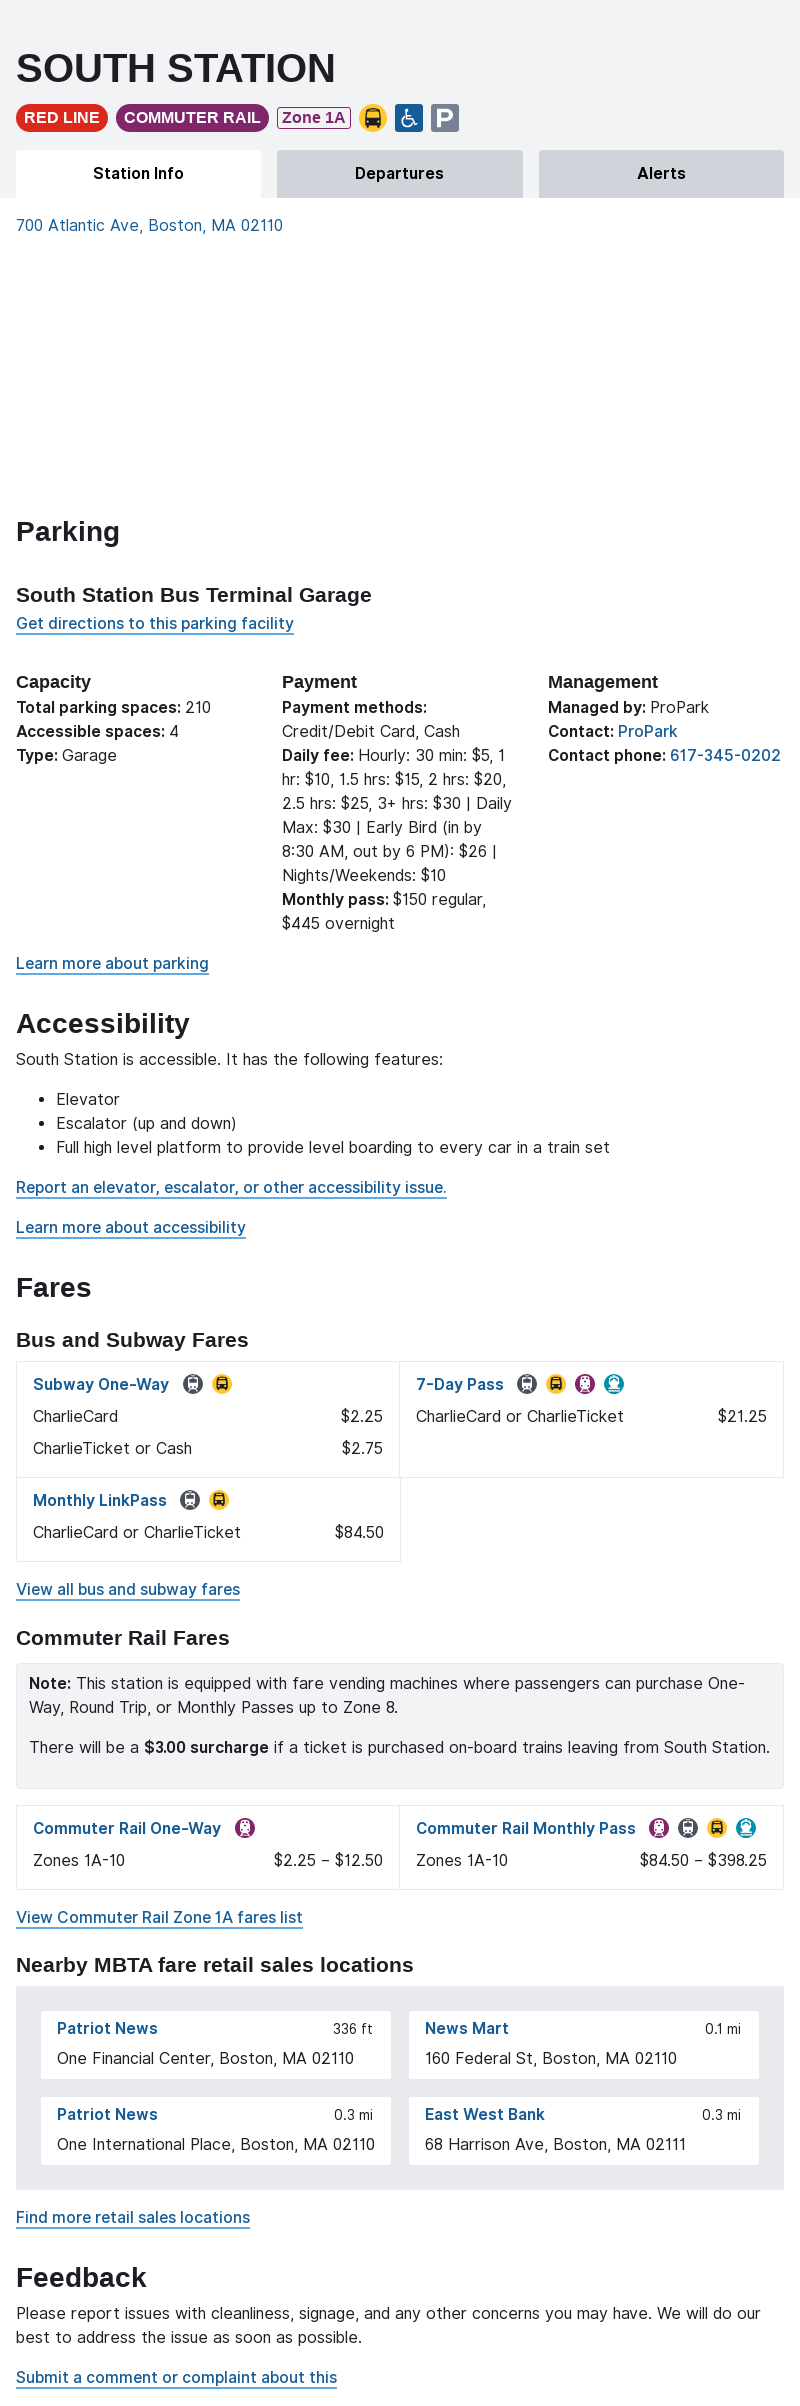 SOUTH STATION
RED LINE COMMUTER RAIL Zone 1A P
Station Info Departures Alerts
700 Atlantic Ave, Boston, MA 02110
Parking
South Station Bus Terminal Garage
Get directions to this parking facility
Capacity
Total parking spaces: 210
Accessible spaces: 4
Type: Garage
Payment
Payment methods:
Credit/Debit Card, Cash
Daily fee: Hourly: 30 min: $5, 1
hr: $10, 1.5 hrs: $15, 2 hrs: $20,
2.5 hrs: $25, 3+ hrs: $30 | Daily
Max: $30 | Early Bird (in by
8:30 AM, out by 6 PM): $26 |
Nights/Weekends: $10
Monthly pass: $150 regular,
$445 overnight
Management
Managed by: ProPark
Contact: ProPark
Contact phone: 617-345-0202
Learn more about parking
Accessibility
South Station is accessible. It has the following features:
• Elevator
• Escalator (up and down)
• Full high level platform to provide level boarding to every car in a train set
Report an elevator, escalator, or other accessibility issue.
Learn more about accessibility
Fares
Bus and Subway Fares
Subway One-Way
CharlieCard $2.25
CharlieTicket or Cash $2.75
7-Day Pass
CharlieCard or CharlieTicket $21.25
Monthly LinkPass
CharlieCard or CharlieTicket $84.50
View all bus and subway fares
Commuter Rail Fares
Note: This station is equipped with fare vending machines where passengers can purchase One-
Way, Round Trip, or Monthly Passes up to Zone 8.
There will be a $3.00 surcharge if a ticket is purchased on-board trains leaving from South Station.
Commuter Rail One-Way
Zones 1A-10 $2.25 – $12.50
Commuter Rail Monthly Pass
Zones 1A-10 $84.50 – $398.25
View Commuter Rail Zone 1A fares list
Nearby MBTA fare retail sales locations
Patriot News 336 ft
One Financial Center, Boston, MA 02110
News Mart 0.1 mi
160 Federal St, Boston, MA 02110
Patriot News 0.3 mi
One International Place, Boston, MA 02110
East West Bank 0.3 mi
68 Harrison Ave, Boston, MA 02111
Find more retail sales locations
Feedback
Please report issues with cleanliness, signage, and any other concerns you may have. We will do our
best to address the issue as soon as possible.
Submit a comment or complaint about this